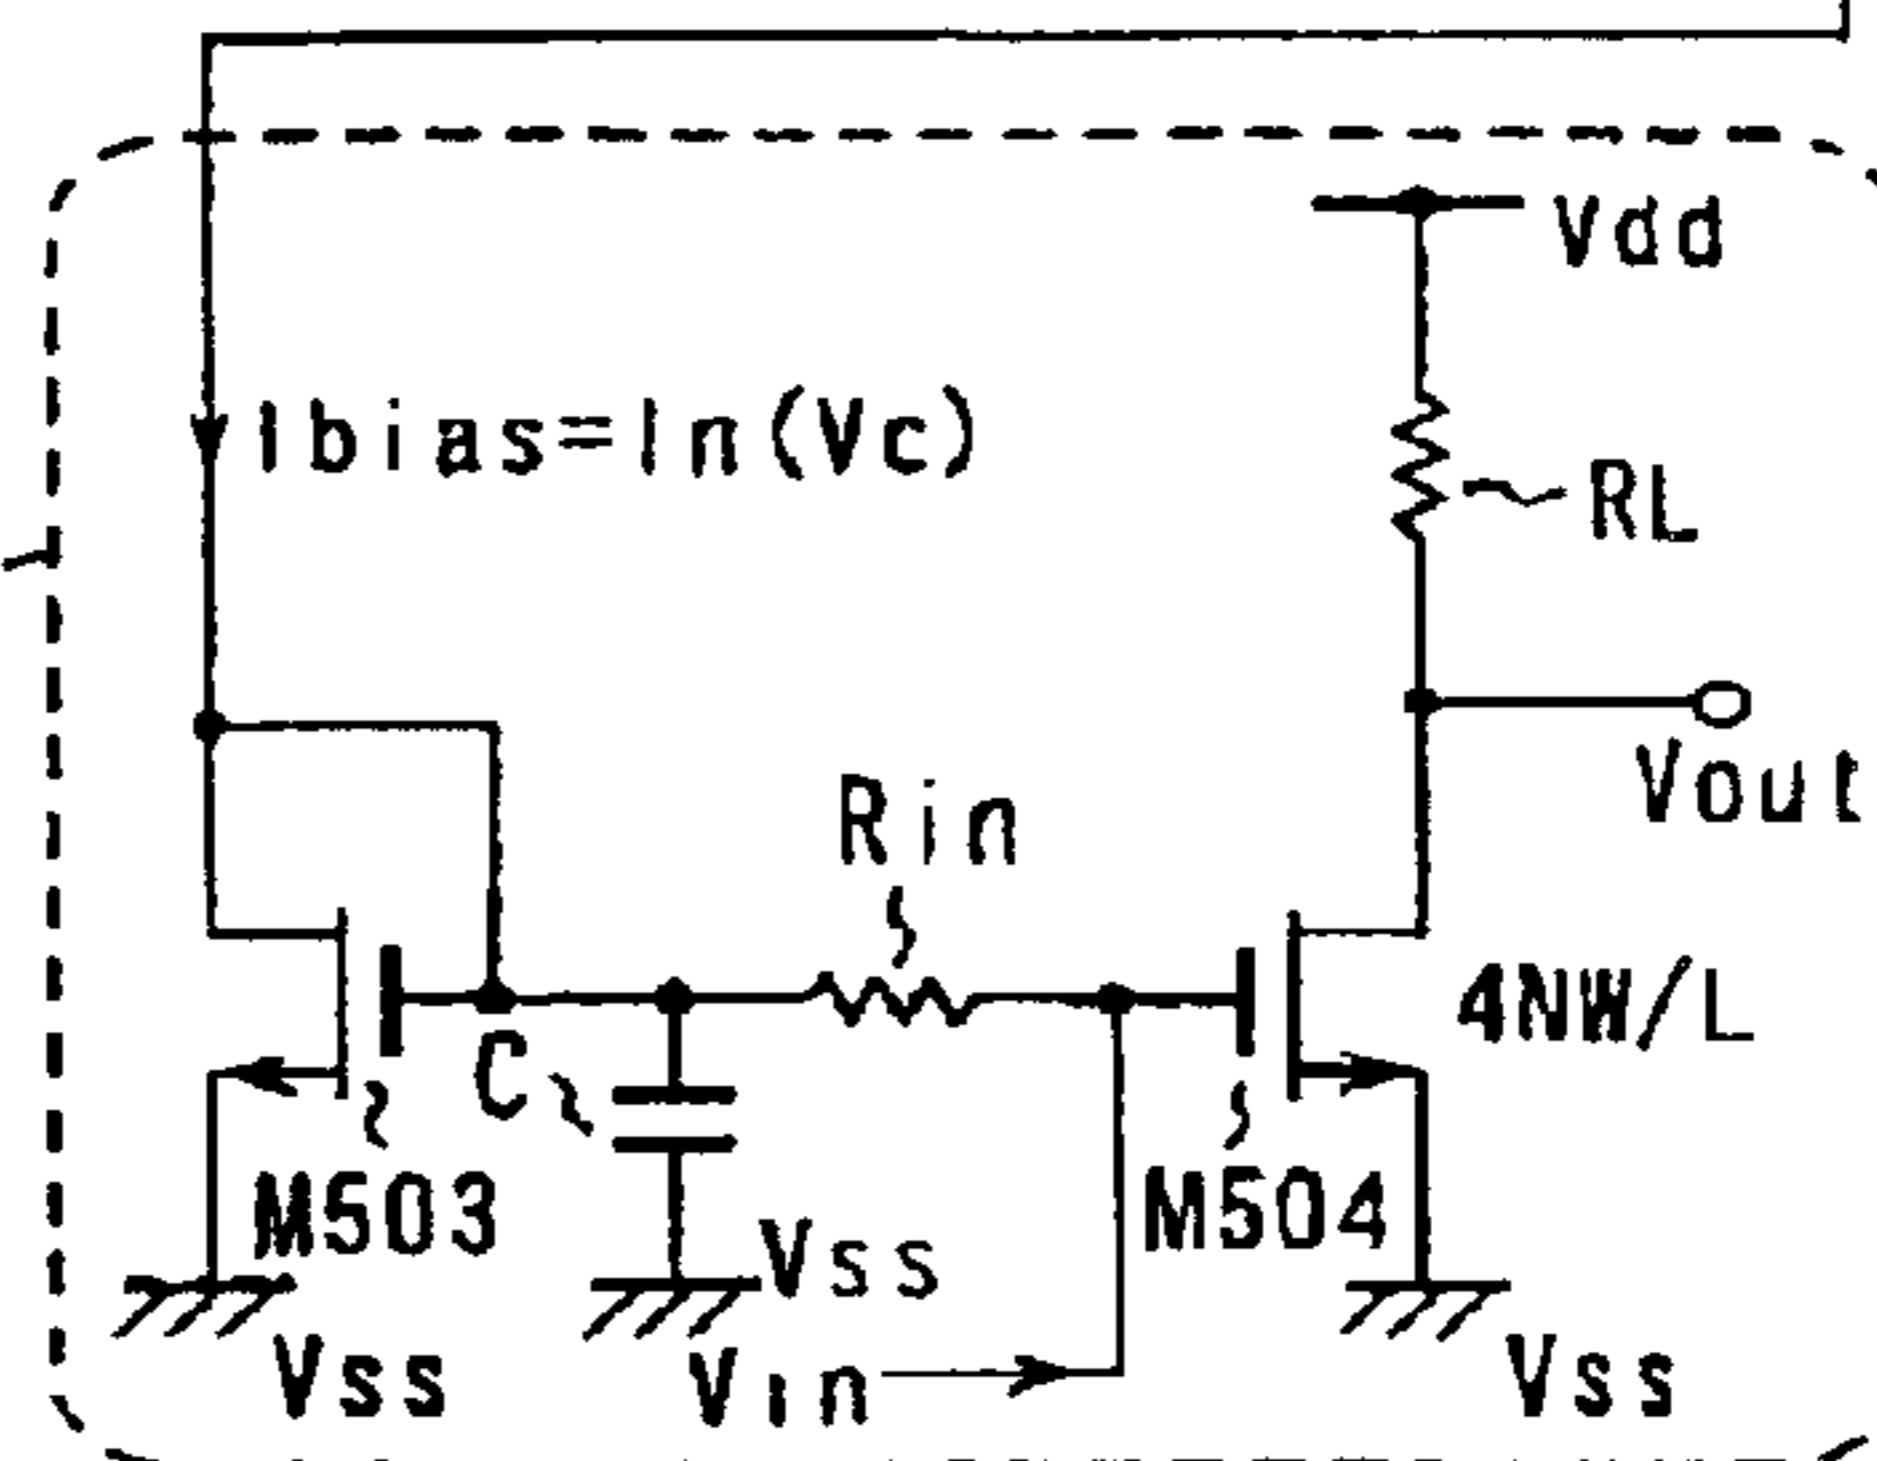 Vdd
Ibias=In(Vc)
RL
Vout
Rin
4NW/L
C
M503
M504
Vss
Vss
Vin
Vss